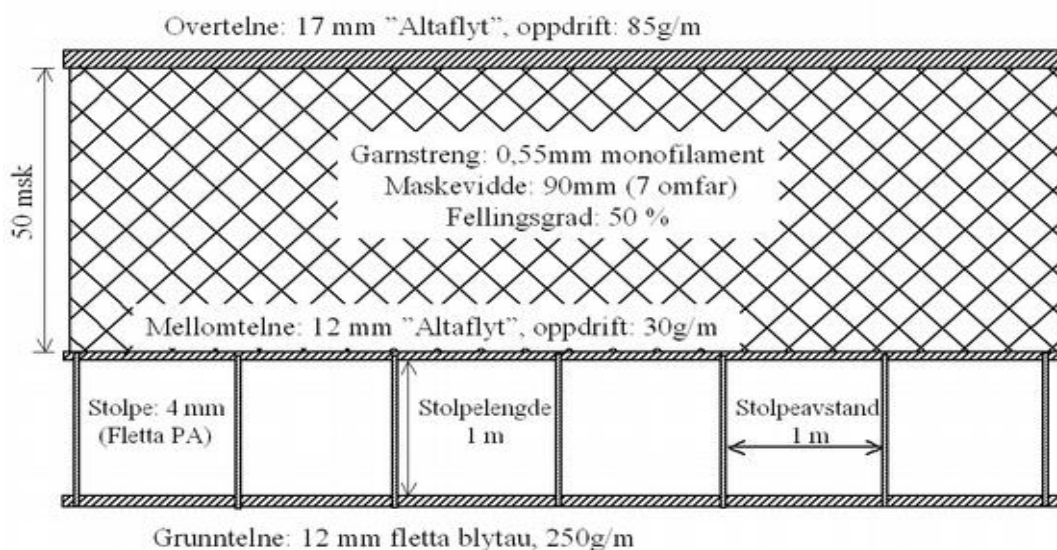 Overtelne: 17 mm ”Altaflyt”, oppdrift: 85g/m
50 msk
Garnstreng: 0,55mm monofilament
Maskevidde: 90mm (7 omfar)
Fellingsgrad: 50 %
Mellomtelne: 12 mm ”Altaflyt”, oppdrift: 30g/m
Stolpe: 4 mm
(Fletta PA)
Stolpelengde
1 m
Stolpeavstand
1 m
Grunntelne: 12 mm fletta blytau, 250g/m